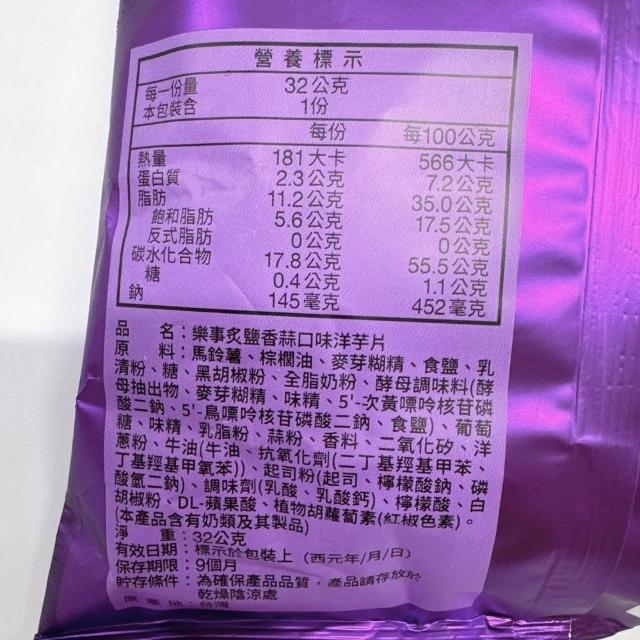 營養標示
每一份量 32公克
本包裝含 1份
每份 每100公克
熱量 181大卡 566大卡
蛋白質 2.3公克 7.2公克
脂肪 11.2公克 35.0公克
飽和脂肪 5.6公克 17.5公克
反式脂肪 0公克 0公克
碳水化合物 17.8公克 55.5公克
糖 0.4公克 1.1公克
鈉 145毫克 452毫克
品 名：樂事炙鹽香蒜口味洋芋片
原 料：馬鈴薯、棕櫚油、麥芽糊精、食鹽、乳
清粉、糖、黑胡椒粉、全脂奶粉、酵母調味料(酵
母抽出物、麥芽糊精、味精、5'-次黃嘌呤核苷磷
酸二鈉、5'-鳥嘌呤核苷磷酸二鈉、食鹽)、葡萄
糖、味精、乳脂粉、蒜粉、香料、二氧化矽、洋
蔥粉、牛油(牛油、抗氧化劑(二丁基羥基甲苯、
丁基羥基甲氧苯))、起司粉(起司、檸檬酸鈉、磷
酸氫二鈉)、調味劑(乳酸、乳酸鈣)、檸檬酸、白
胡椒粉、DL-蘋果酸、植物胡蘿蔔素(紅椒色素)。
(本產品含有奶類及其製品)
淨 重：32公克
有效日期：標示於包裝上（西元年/月/日）
保存期限：9個月
貯存條件：為確保產品品質，產品請存放於
乾燥陰涼處
原產地：台灣